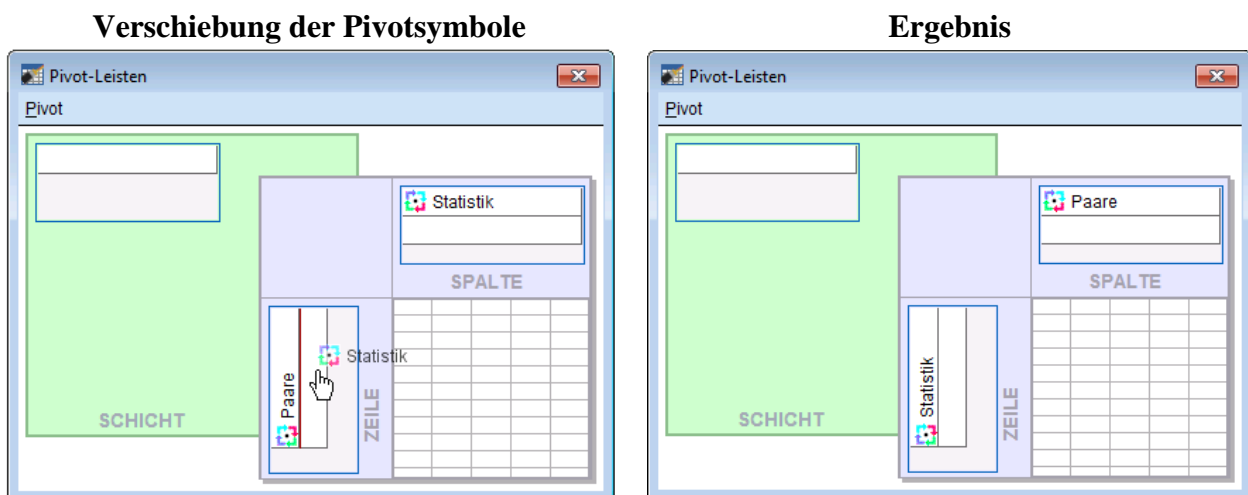 Verschiebung der Pivotsymbole
Pivot-Leisten
Pivot
Statistik
SPALTE
Statistik
Paare
ZEILE
SCHICHT
Ergebnis
Pivot-Leisten
Pivot
Paare
SPALTE
Statistik
ZEILE
SCHICHT